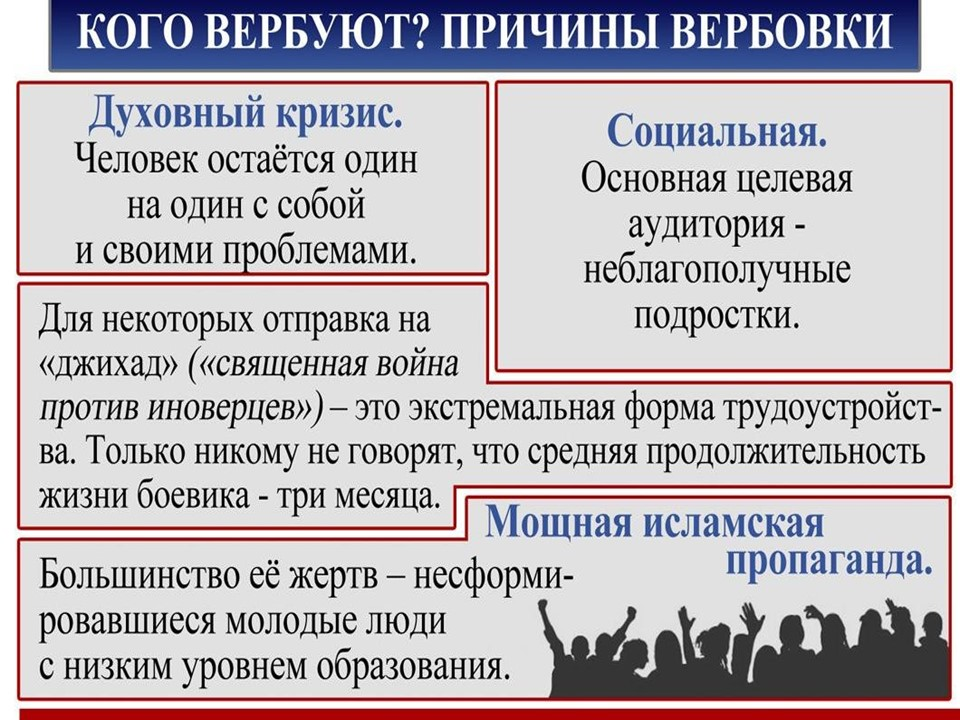 КОГО ВЕРБУЮТ? ПРИЧИНЫ ВЕРБОВКИ
Духовный кризис.
Человек остаётся один
на один с собой
и своими проблемами.
Социальная.
Основная целевая
аудитория -
неблагополучные
подростки.
Для некоторых отправка на
«джихад» («священная война
против иноверцев») – это экстремальная форма трудоустройст-
ва. Только никому не говорят, что средняя продолжительность
жизни боевика - три месяца.
Мощная исламская
пропаганда.
Большинство её жертв – несформи-
ровавшиеся молодые люди
с низким уровнем образования.